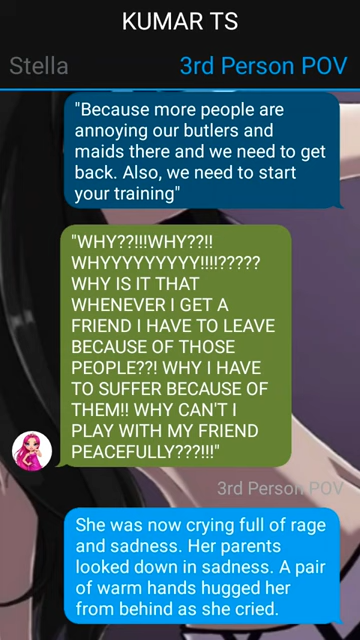 KUMAR TS
Stella
3rd Person POV
"Because more people are
annoying our butlers and
maids there and we need to get
back. Also, we need to start
your training"
"WHY??!!!WHY??!!
WHYYYYYYYYY!!!!?????
WHY IS IT THAT
WHENEVER I GET A
FRIEND I HAVE TO LEAVE
BECAUSE OF THOSE
PEOPLE??! WHY I HAVE
TO SUFFER BECAUSE OF
THEM!! WHY CAN'T I
PLAY WITH MY FRIEND
PEACEFULLY???!!!"
3rd Person POV
She was now crying full of rage
and sadness. Her parents
looked down in sadness. A pair
of warm hands hugged her
from behind as she cried.